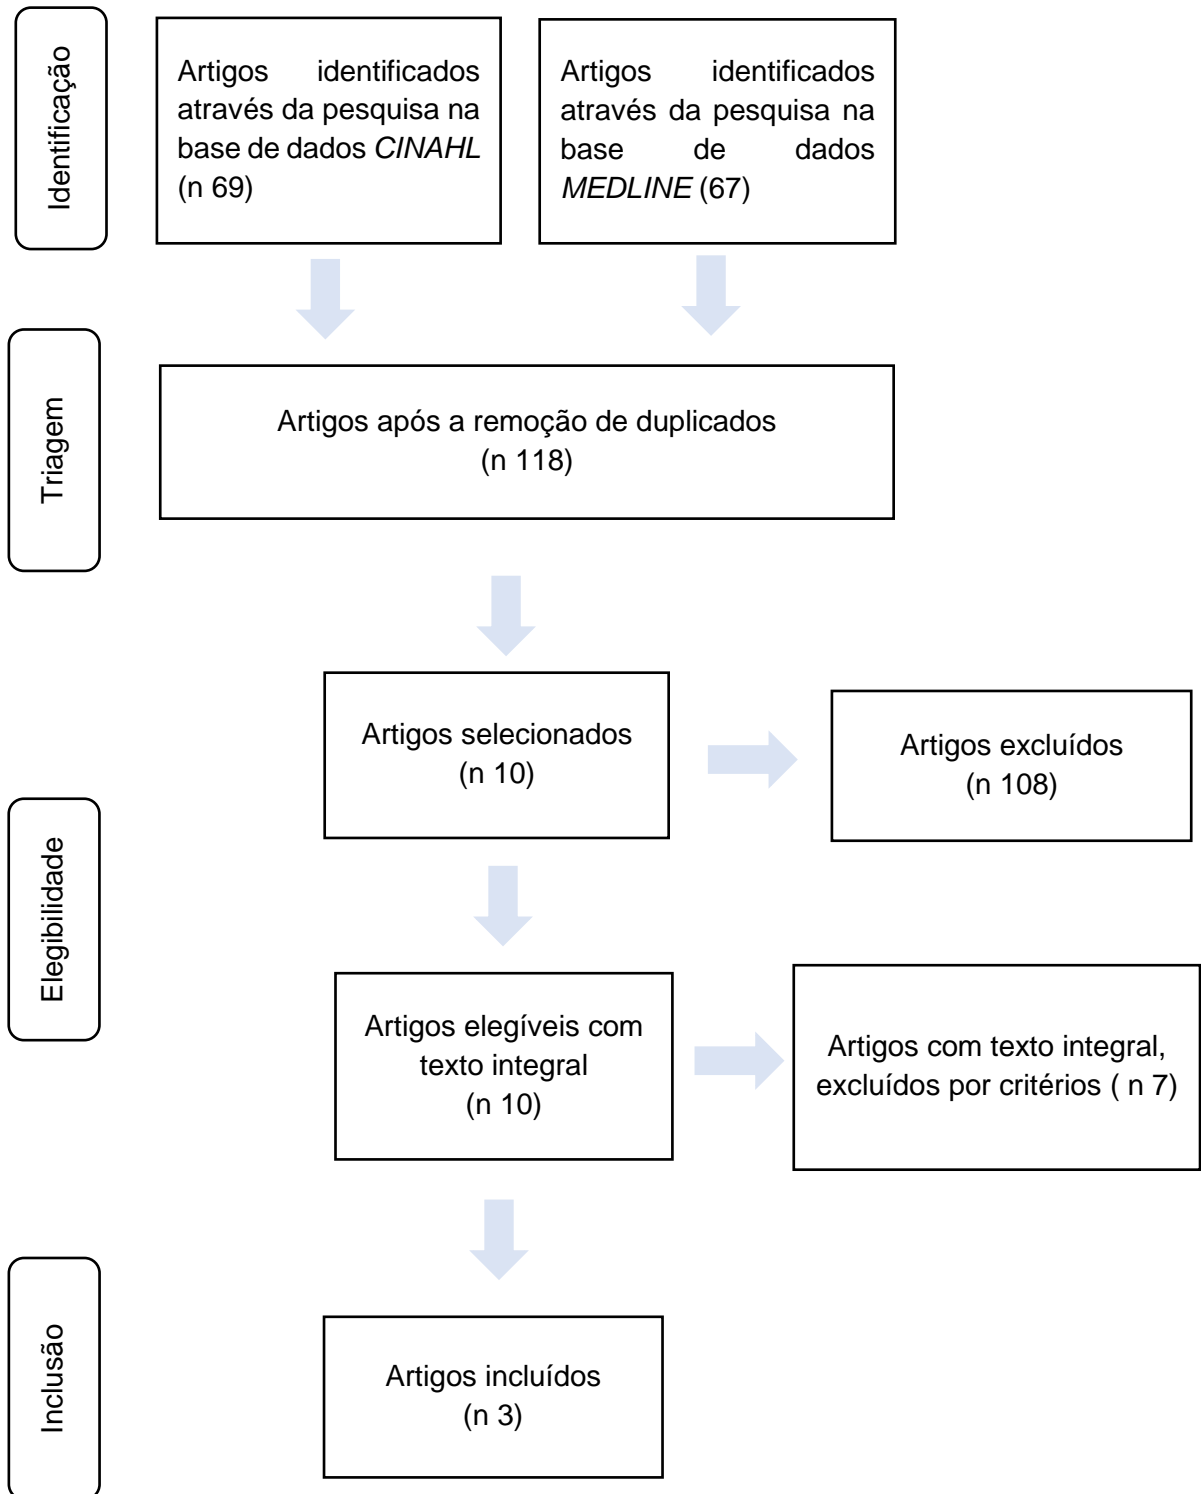 Identificação
Artigos identificados
através da pesquisa na
base de dados CINAHL
(n 69)
Artigos identificados
através da pesquisa na
base de dados
MEDLINE (67)
Triagem
Artigos após a remoção de duplicados
(n 118)
Elegibilidade
Artigos selecionados
(n 10)
Artigos excluídos
(n 108)
Artigos elegíveis com
texto integral
(n 10)
Artigos com texto integral,
excluídos por critérios ( n 7)
Inclusão
Artigos incluídos
(n 3)